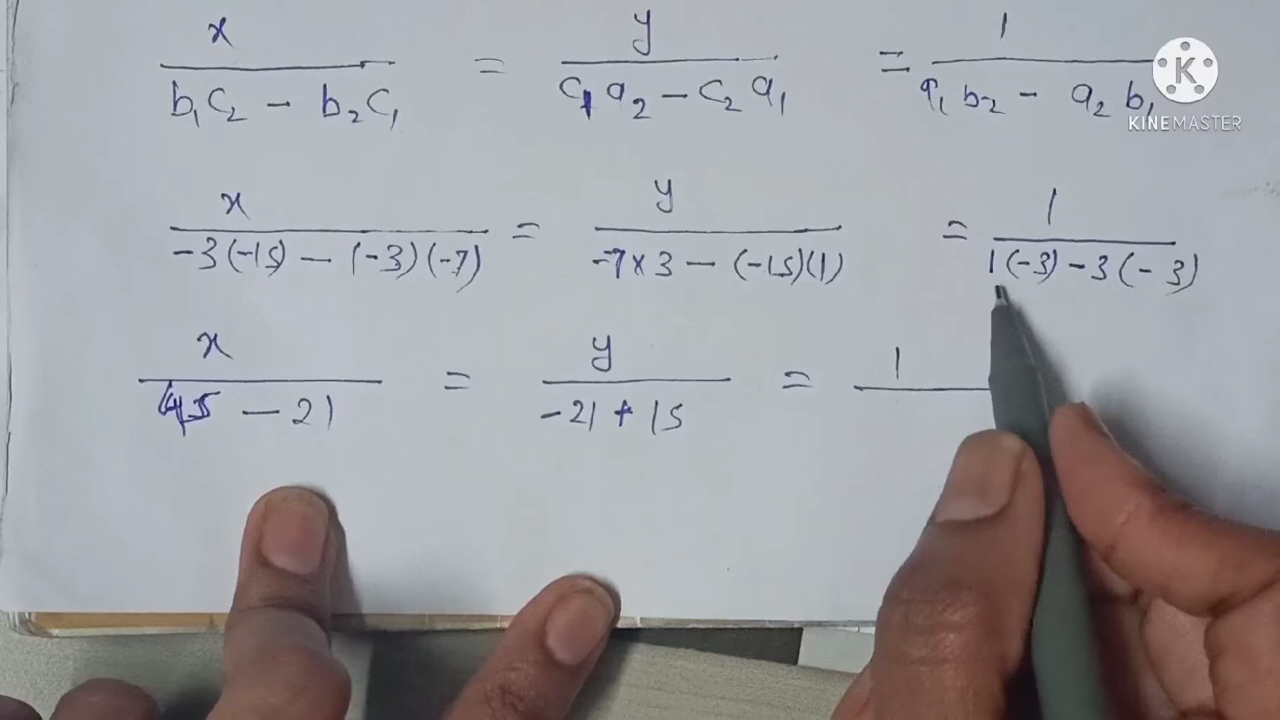 x = y = 1
b₁c₂ - b₂c₁ c₁a₂ - c₂a₁ a₁b₂ - a₂b₁
K
KINEMASTER
x = y = 1
-3(-15) - (-3)(-7) -7×3 - (-15)(1) 1(-3) - 3(-3)
x = y = 1
45 - 21 -21 + 15